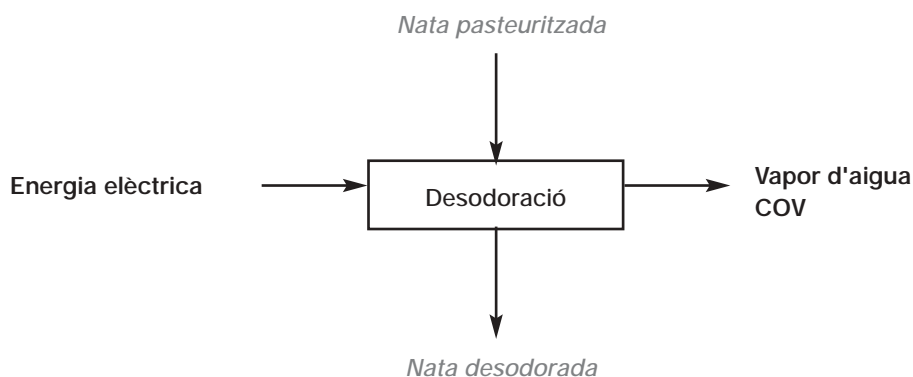 Nata pasteuritzada
Energia elèctrica
Desodoració
Vapor d'aigua
COV
Nata desodorada